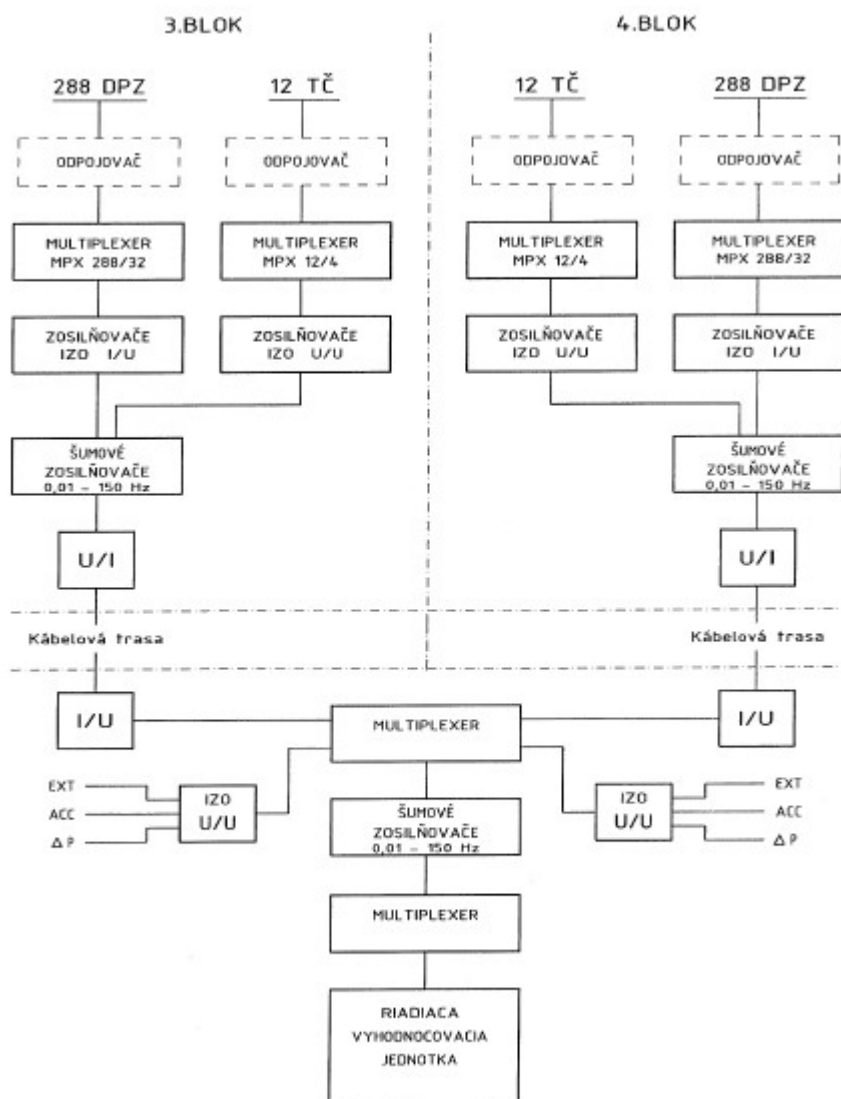 3.BLOK
4.BLOK
288 DPZ
12 TČ
12 TČ
288 DPZ
ODPOJOVAČ
ODPOJOVAČ
ODPOJOVAČ
ODPOJOVAČ
MULTIPLEXER
MPX 288/32
MULTIPLEXER
MPX 12/4
MULTIPLEXER
MPX 12/4
MULTIPLEXER
MPX 288/32
ZOSILŇOVAČE
IZO I/U
ZOSILŇOVAČE
IZO U/U
ZOSILŇOVAČE
IZO U/U
ZOSILŇOVAČE
IZO I/U
ŠUMOVÉ
ZOSILŇOVAČE
0,01 – 150 Hz
ŠUMOVÉ
ZOSILŇOVAČE
0,01 – 150 Hz
U/I
U/I
Kábelová trasa
Kábelová trasa
I/U
MULTIPLEXER
I/U
EXT
ACC
Δ P
IZO
U/U
ŠUMOVÉ
ZOSILŇOVAČE
0,01 – 150 Hz
IZO
U/U
EXT
ACC
Δ P
MULTIPLEXER
RIADIACA
VYHODNOCOVACIA
JEDNOTKA